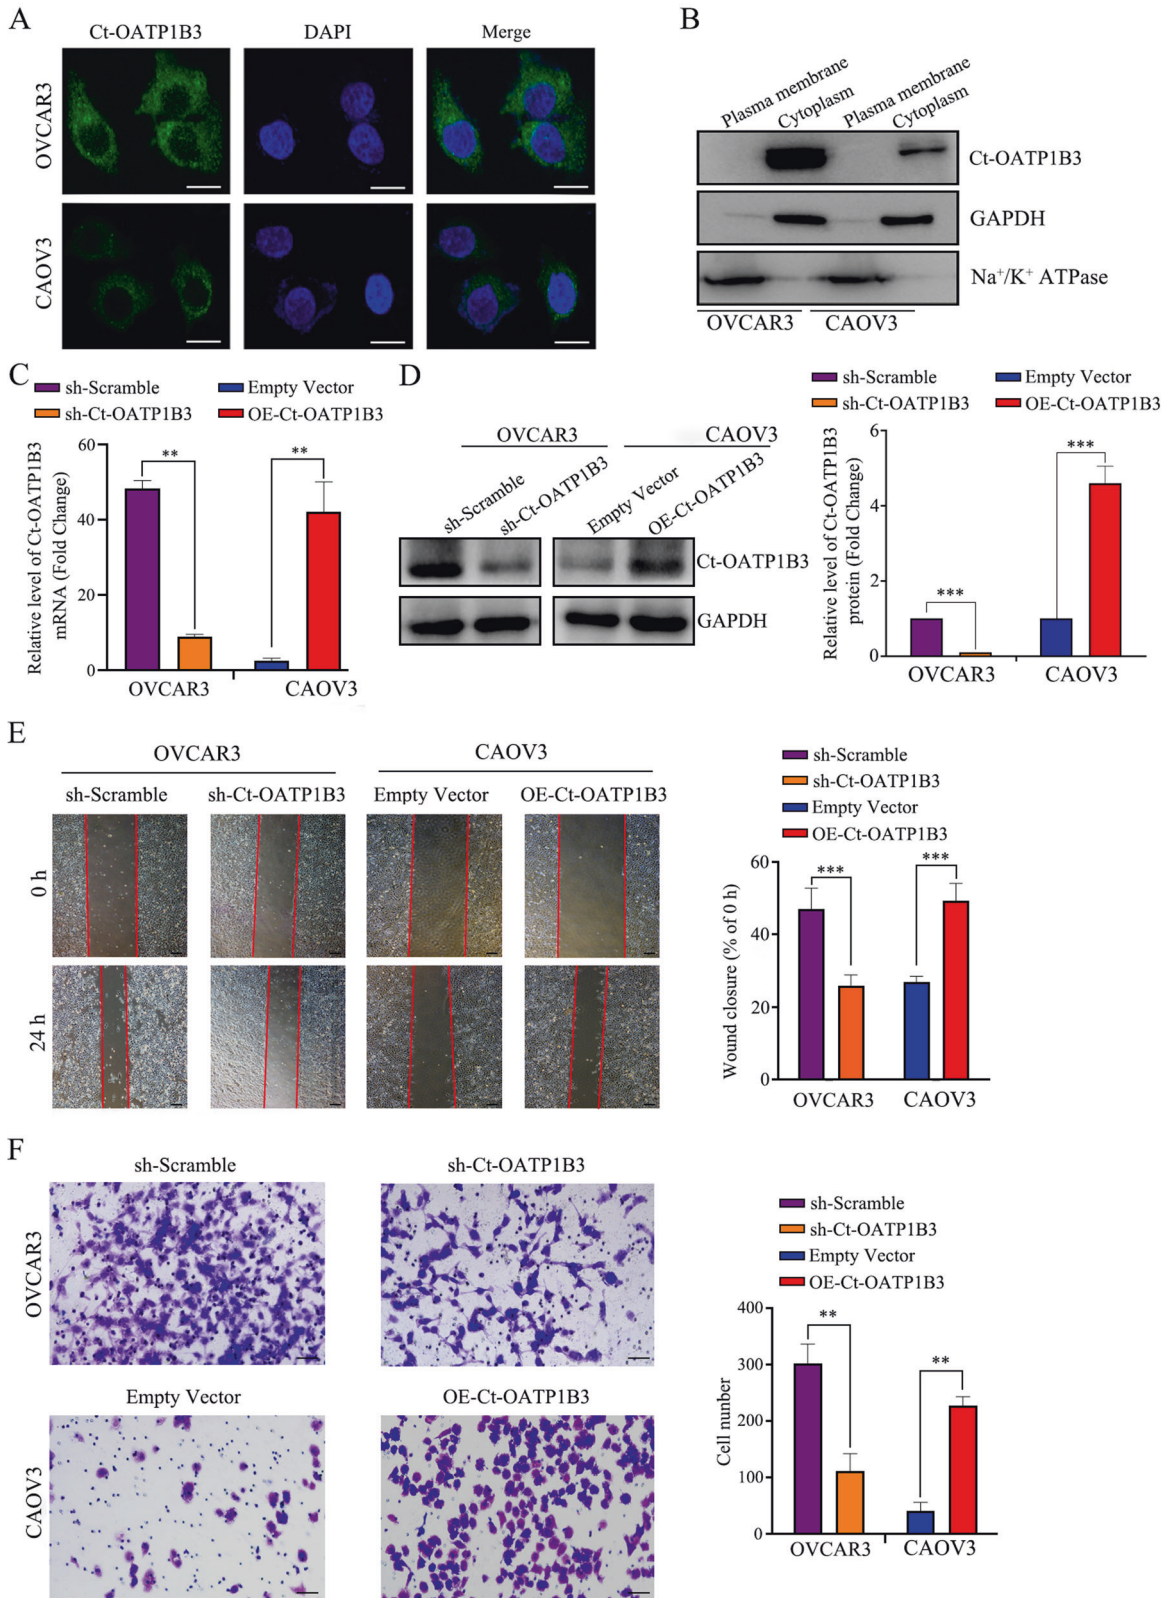 A
Ct-OATP1B3
DAPI
Merge
OVCAR3
CAOV3
B
Plasma membrane
Cytoplasm
Plasma membrane
Cytoplasm
Ct-OATP1B3
GAPDH
Na⁺/K⁺ ATPase
OVCAR3
CAOV3
C
sh-Scramble
Empty Vector
sh-Ct-OATP1B3
OE-Ct-OATP1B3
Relative level of Ct-OATP1B3
mRNA (Fold Change)
60
40
20
0
**
**
OVCAR3
CAOV3
D
OVCAR3
CAOV3
sh-Scramble
sh-Ct-OATP1B3
Empty Vector
OE-Ct-OATP1B3
Ct-OATP1B3
GAPDH
sh-Scramble
Empty Vector
sh-Ct-OATP1B3
OE-Ct-OATP1B3
Relative level of Ct-OATP1B3
protein (Fold Change)
6
4
2
0
***
***
OVCAR3
CAOV3
E
OVCAR3
CAOV3
sh-Scramble
sh-Ct-OATP1B3
Empty Vector
OE-Ct-OATP1B3
0 h
24 h
sh-Scramble
sh-Ct-OATP1B3
Empty Vector
OE-Ct-OATP1B3
Wound closure (% of 0 h)
60
40
20
0
***
***
OVCAR3
CAOV3
F
sh-Scramble
sh-Ct-OATP1B3
OVCAR3
Empty Vector
OE-Ct-OATP1B3
CAOV3
sh-Scramble
sh-Ct-OATP1B3
Empty Vector
OE-Ct-OATP1B3
Cell nunber
400
300
200
100
0
**
**
OVCAR3
CAOV3